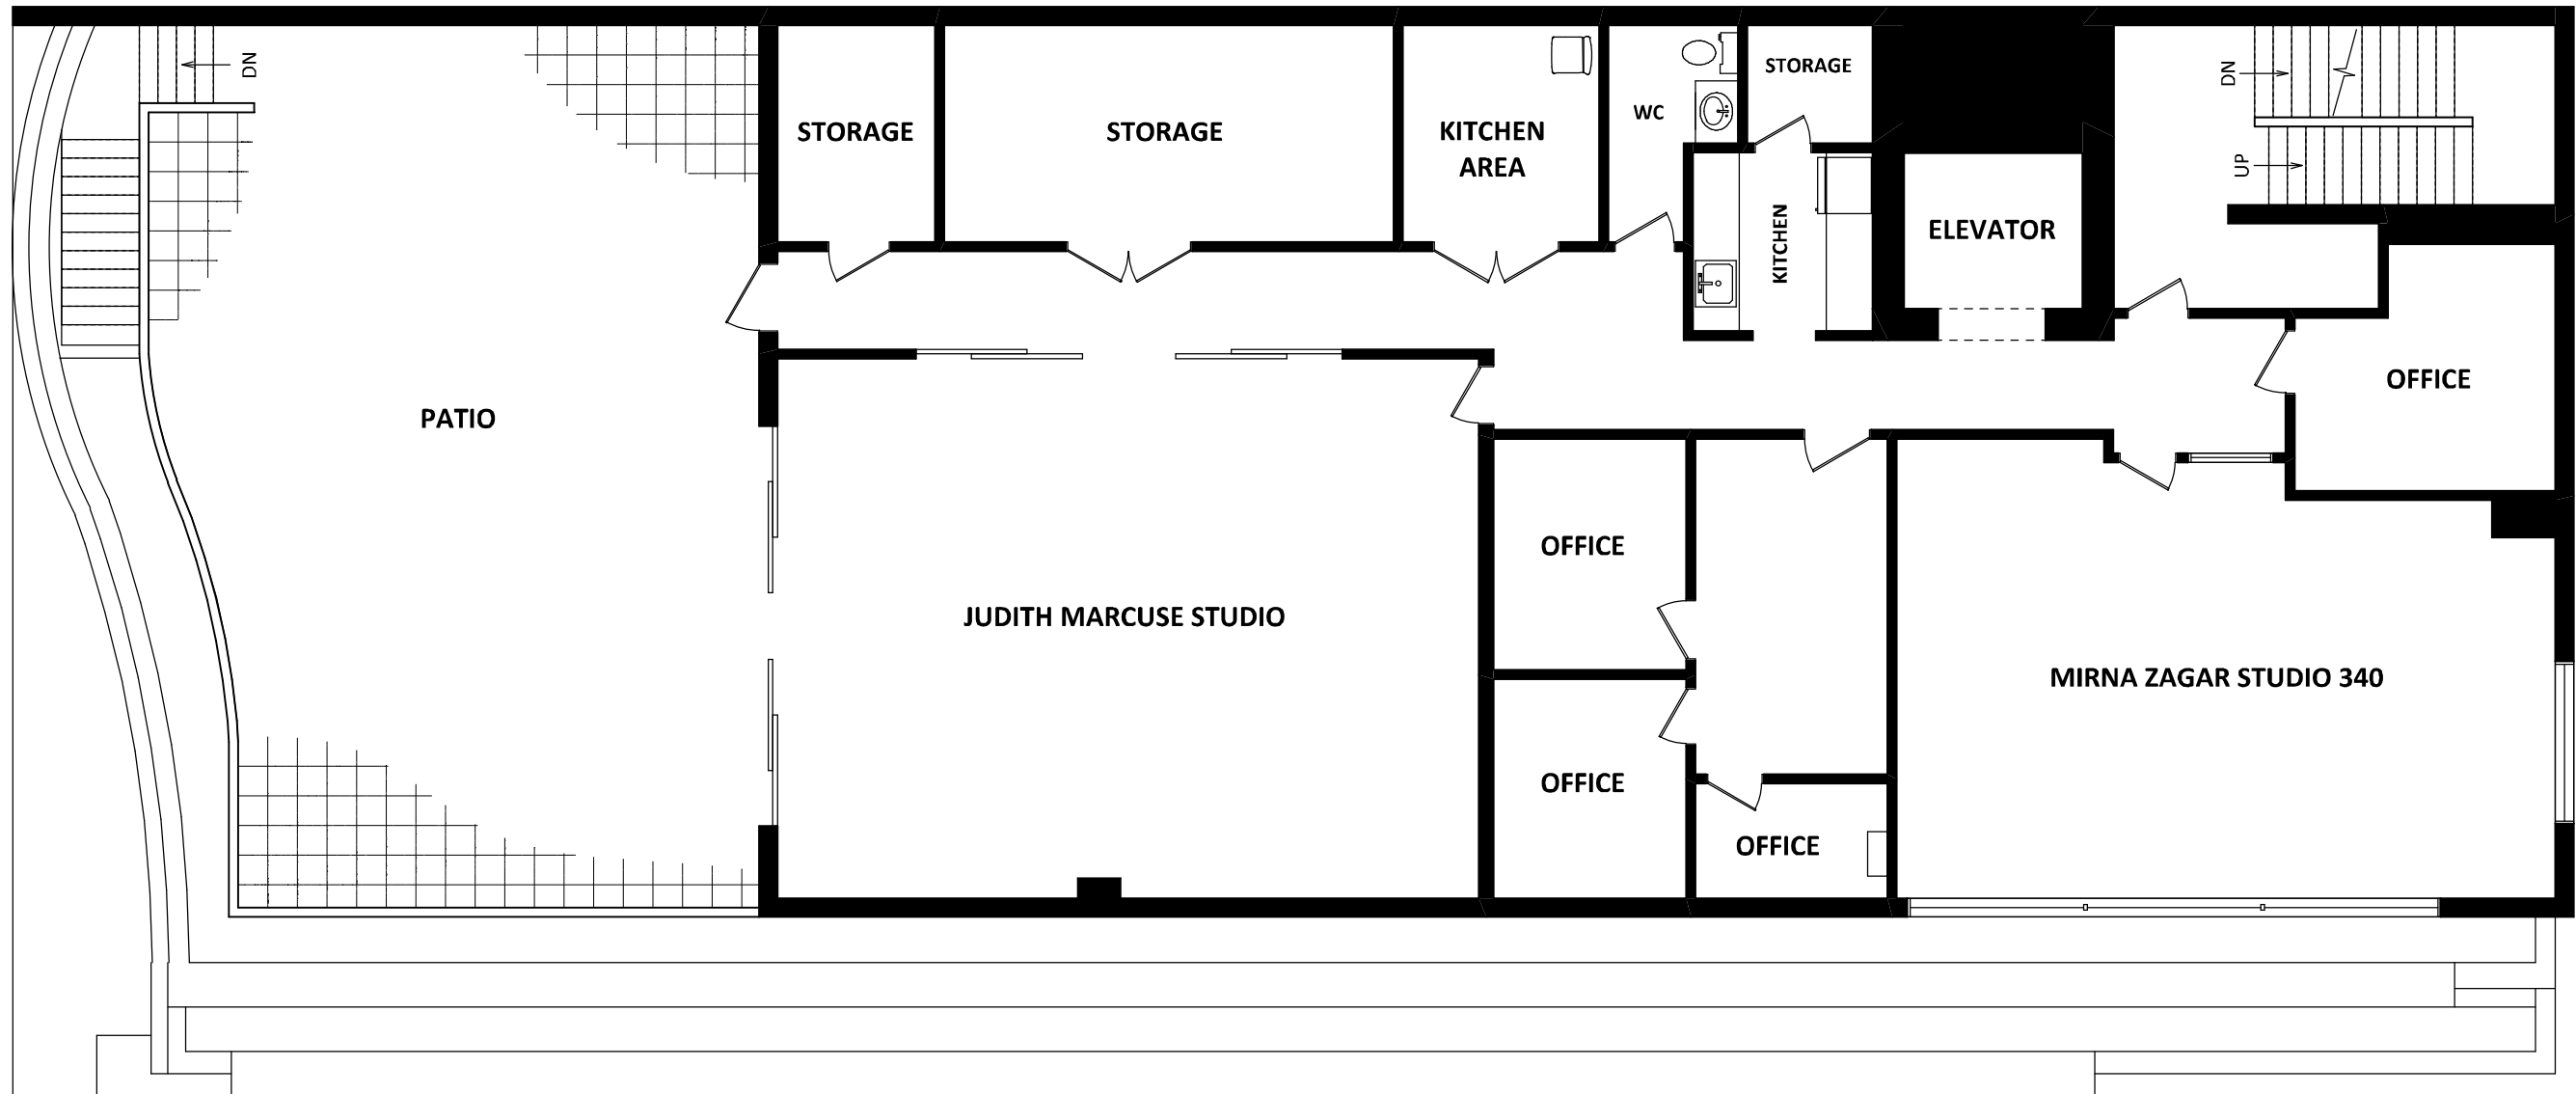 DN
STORAGE
STORAGE
KITCHEN
AREA
WC
STORAGE
KITCHEN
ELEVATOR
DN
UP
OFFICE
PATIO
JUDITH MARCUSE STUDIO
OFFICE
OFFICE
OFFICE
MIRNA ZAGAR STUDIO 340